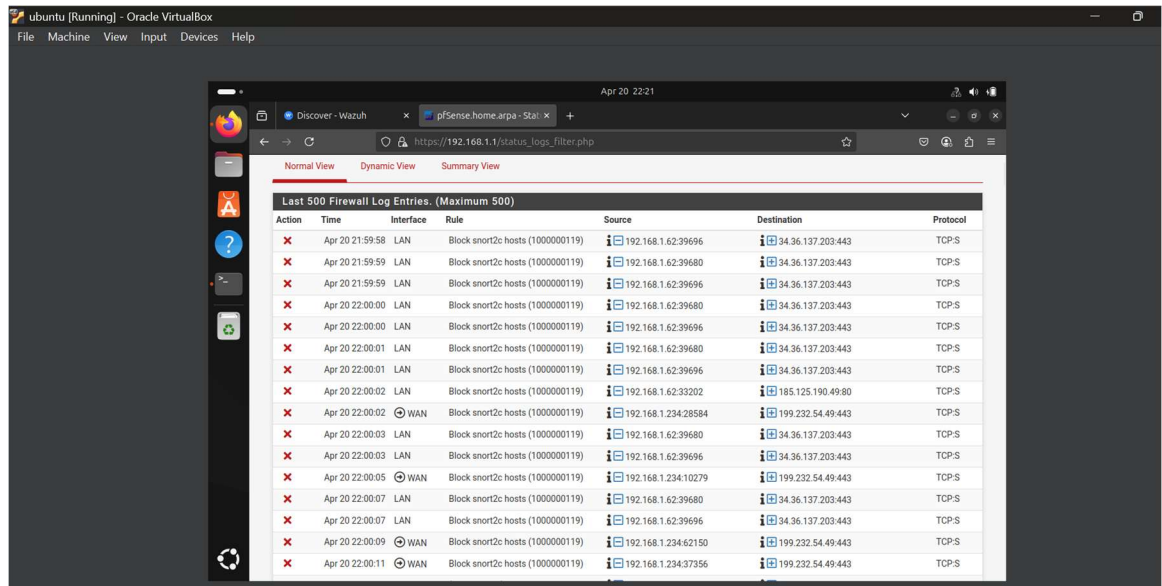 ubuntu [Running] - Oracle VirtualBox
File Machine View Input Devices Help
Apr 20 22:21
Discover - Wazuh × pfSense.home.arpa - Stat × +
https://192.168.1.1/status_logs_filter.php
Normal View Dynamic View Summary View
Last 500 Firewall Log Entries. (Maximum 500)
Action Time Interface Rule Source Destination Protocol
Apr 20 21:59:58 LAN Block snort2c hosts (1000000119) 192.168.1.62:39696 34.36.137.203:443 TCP:S
Apr 20 21:59:59 LAN Block snort2c hosts (1000000119) 192.168.1.62:39680 34.36.137.203:443 TCP:S
Apr 20 21:59:59 LAN Block snort2c hosts (1000000119) 192.168.1.62:39696 34.36.137.203:443 TCP:S
Apr 20 22:00:00 LAN Block snort2c hosts (1000000119) 192.168.1.62:39680 34.36.137.203:443 TCP:S
Apr 20 22:00:00 LAN Block snort2c hosts (1000000119) 192.168.1.62:39696 34.36.137.203:443 TCP:S
Apr 20 22:00:01 LAN Block snort2c hosts (1000000119) 192.168.1.62:39680 34.36.137.203:443 TCP:S
Apr 20 22:00:01 LAN Block snort2c hosts (1000000119) 192.168.1.62:39696 34.36.137.203:443 TCP:S
Apr 20 22:00:02 LAN Block snort2c hosts (1000000119) 192.168.1.62:33202 185.125.190.49:80 TCP:S
Apr 20 22:00:02 WAN Block snort2c hosts (1000000119) 192.168.1.234:28584 199.232.54.49:443 TCP:S
Apr 20 22:00:03 LAN Block snort2c hosts (1000000119) 192.168.1.62:39680 34.36.137.203:443 TCP:S
Apr 20 22:00:03 LAN Block snort2c hosts (1000000119) 192.168.1.62:39696 34.36.137.203:443 TCP:S
Apr 20 22:00:05 WAN Block snort2c hosts (1000000119) 192.168.1.234:10279 199.232.54.49:443 TCP:S
Apr 20 22:00:07 LAN Block snort2c hosts (1000000119) 192.168.1.62:39680 34.36.137.203:443 TCP:S
Apr 20 22:00:07 LAN Block snort2c hosts (1000000119) 192.168.1.62:39696 34.36.137.203:443 TCP:S
Apr 20 22:00:09 WAN Block snort2c hosts (1000000119) 192.168.1.234:62150 199.232.54.49:443 TCP:S
Apr 20 22:00:11 WAN Block snort2c hosts (1000000119) 192.168.1.234:37356 199.232.54.49:443 TCP:S